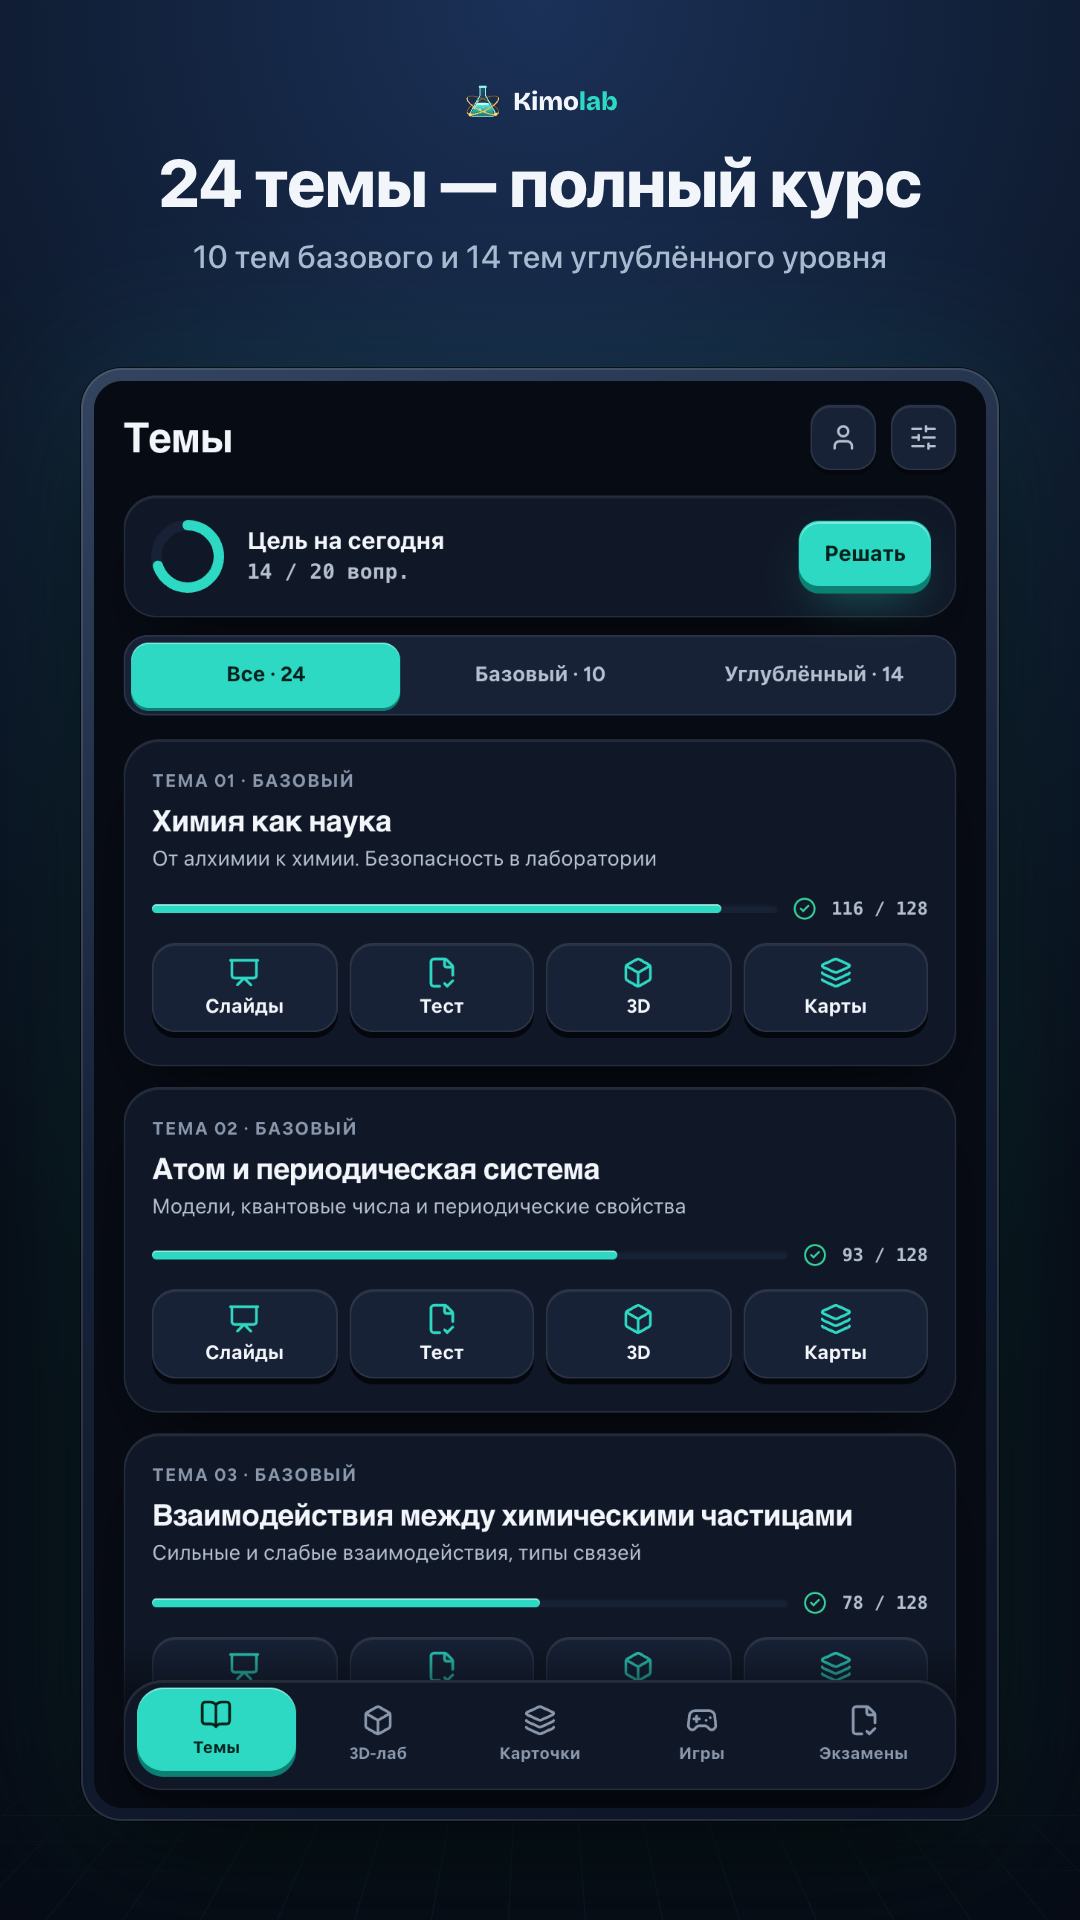 Kimolab
24 темы — полный курс
10 тем базового и 14 тем углублённого уровня
Темы
Цель на сегодня
14 / 20 вопр.
Решать
Все · 24
Базовый · 10
Углублённый · 14
ТЕМА 01 · БАЗОВЫЙ
Химия как наука
От алхимии к химии. Безопасность в лаборатории
116 / 128
Слайды
Тест
3D
Карты
ТЕМА 02 · БАЗОВЫЙ
Атом и периодическая система
Модели, квантовые числа и периодические свойства
93 / 128
Слайды
Тест
3D
Карты
ТЕМА 03 · БАЗОВЫЙ
Взаимодействия между химическими частицами
Сильные и слабые взаимодействия, типы связей
78 / 128
Темы
3D-лаб
Карточки
Игры
Экзамены